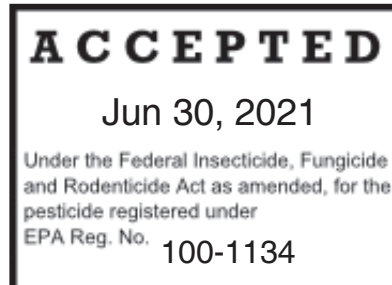 ACCEPTED
Jun 30, 2021
Under the Federal Insecticide, Fungicide
and Rodenticide Act as amended, for the
pesticide registered under
EPA Reg. No. 100-1134